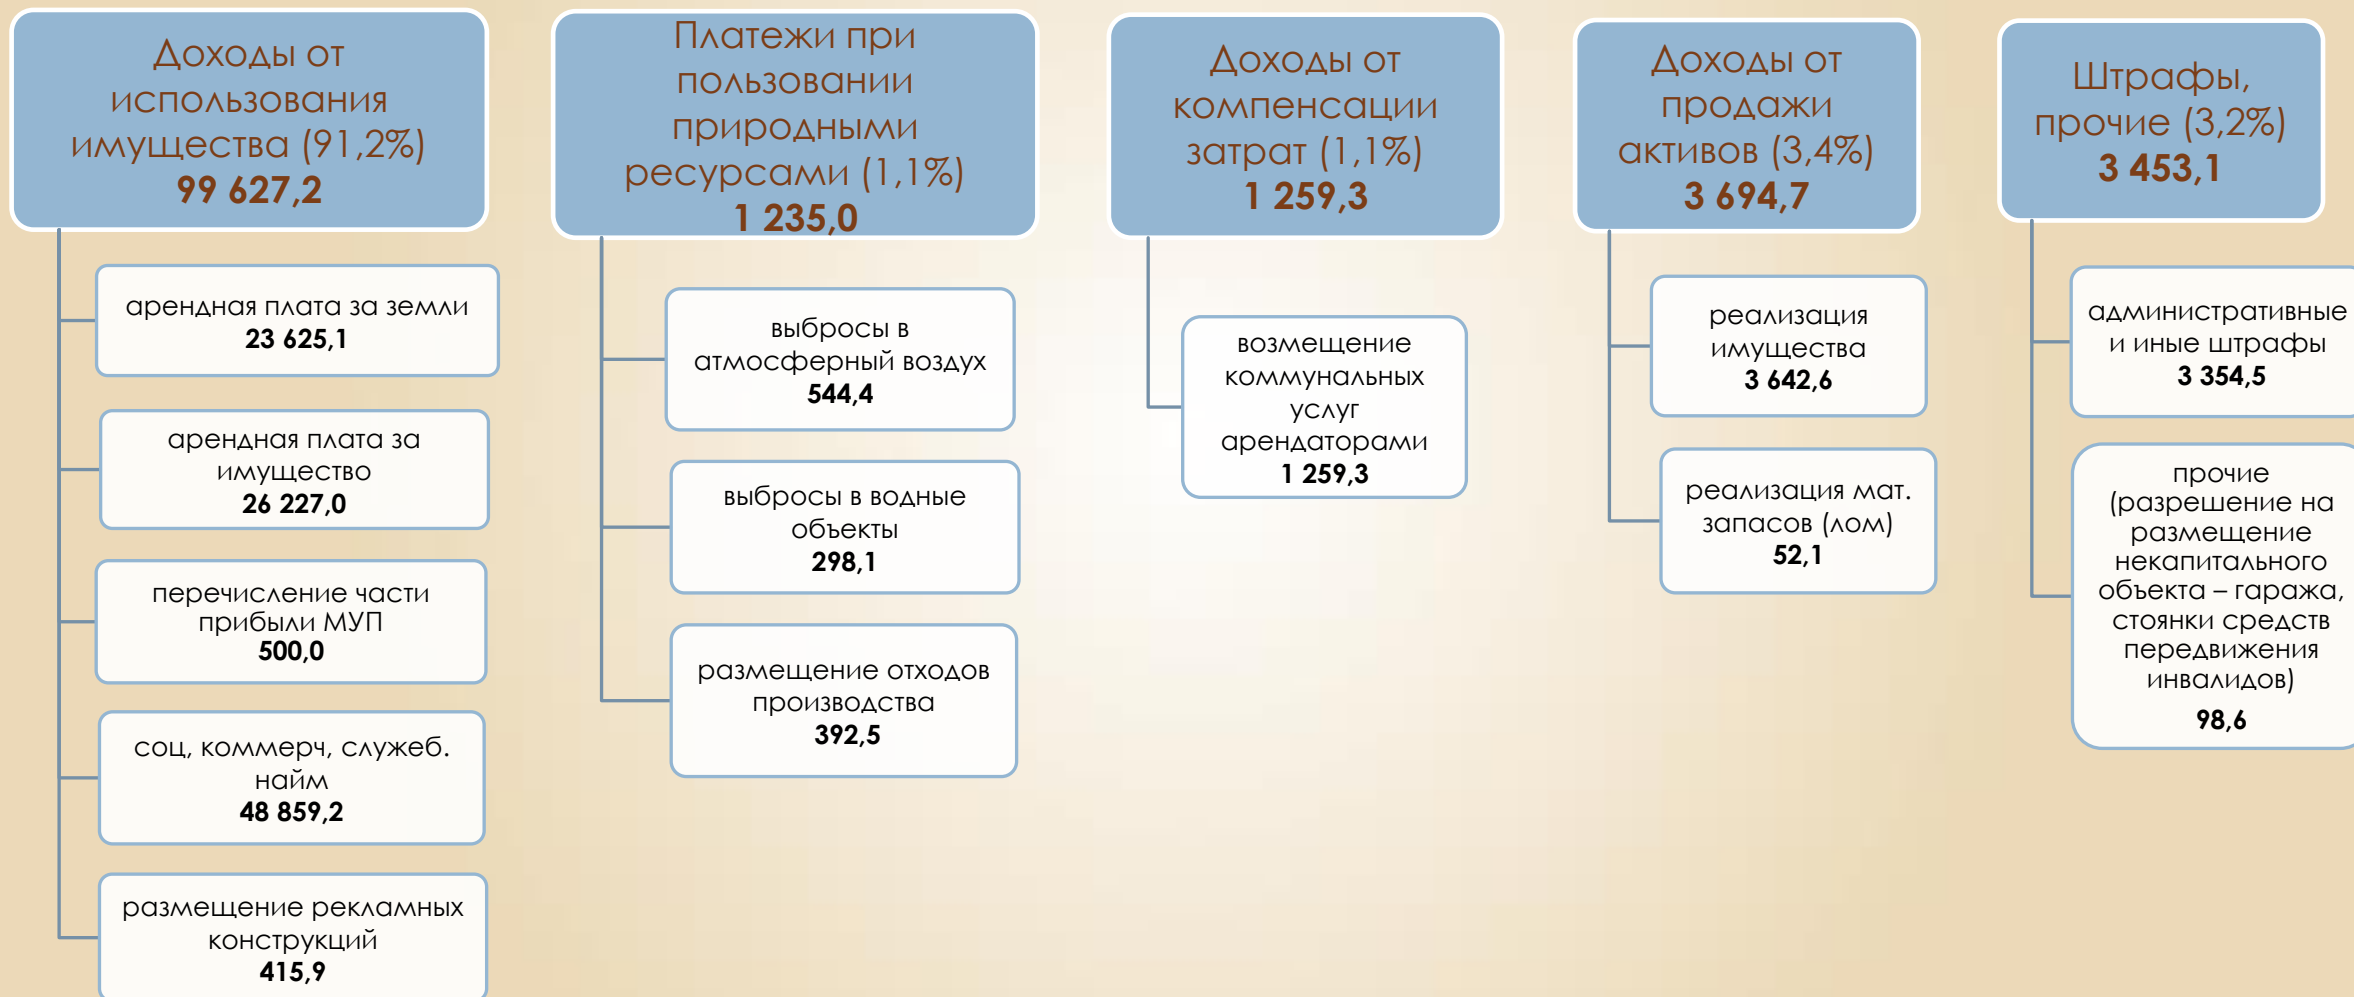 Доходы от
использования
имущества (91,2%)
99 627,2
арендная плата за земли
23 625,1
арендная плата за
имущество
26 227,0
перечисление части
прибыли МУП
500,0
соц, коммерч, служеб.
найм
48 859,2
размещение рекламных
конструкций
415,9
Платежи при
пользовании
природными
ресурсами (1,1%)
1 235,0
выбросы в
атмосферный воздух
544,4
выбросы в водные
объекты
298,1
размещение отходов
производства
392,5
Доходы от
компенсации
затрат (1,1%)
1 259,3
возмещение
коммунальных
услуг
арендаторами
1 259,3
Доходы от
продажи
активов (3,4%)
3 694,7
реализация
имущества
3 642,6
реализация мат.
запасов (лом)
52,1
Штрафы,
прочие (3,2%)
3 453,1
административные
и иные штрафы
3 354,5
прочие
(разрешение на
размещение
некапитального
объекта – гаража,
стоянки средств
передвижения
инвалидов)
98,6